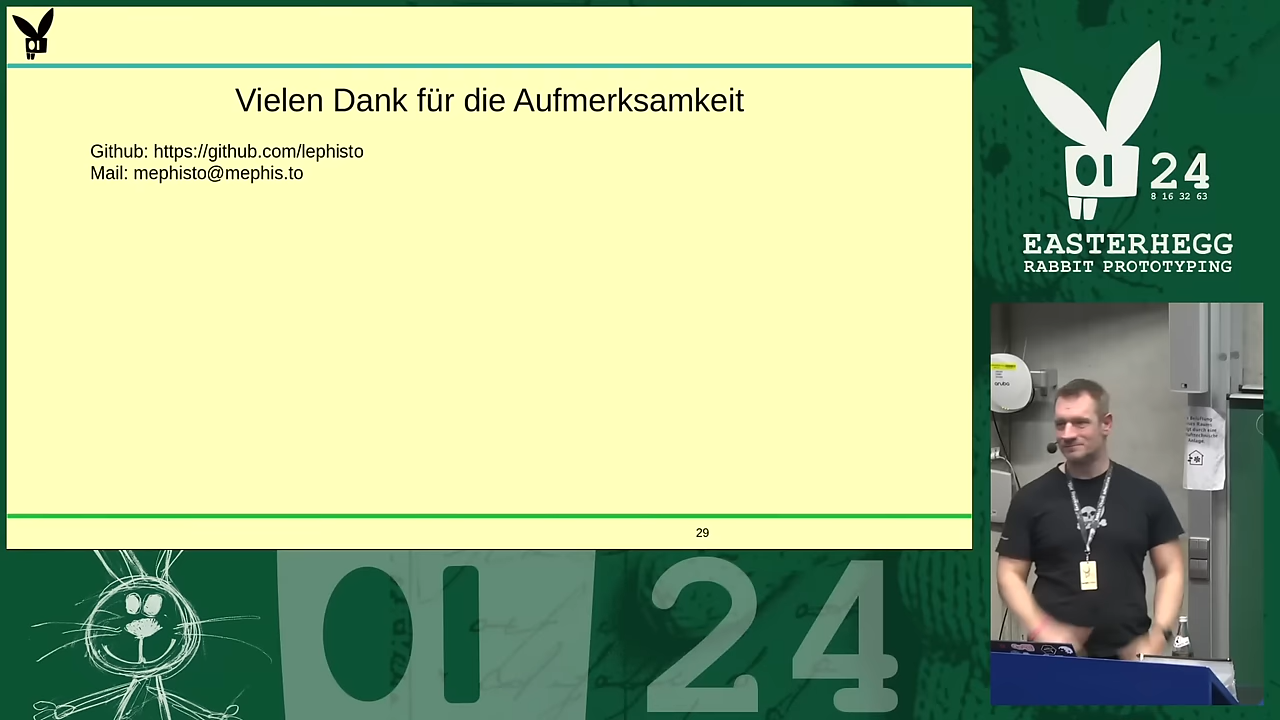 Vielen Dank für die Aufmerksamkeit
Github: https://github.com/lephisto
Mail: mephisto@mephis.to
29
24
8 16 32 63
EASTERHEGG
RABBIT PROTOTYPING
aruba
24